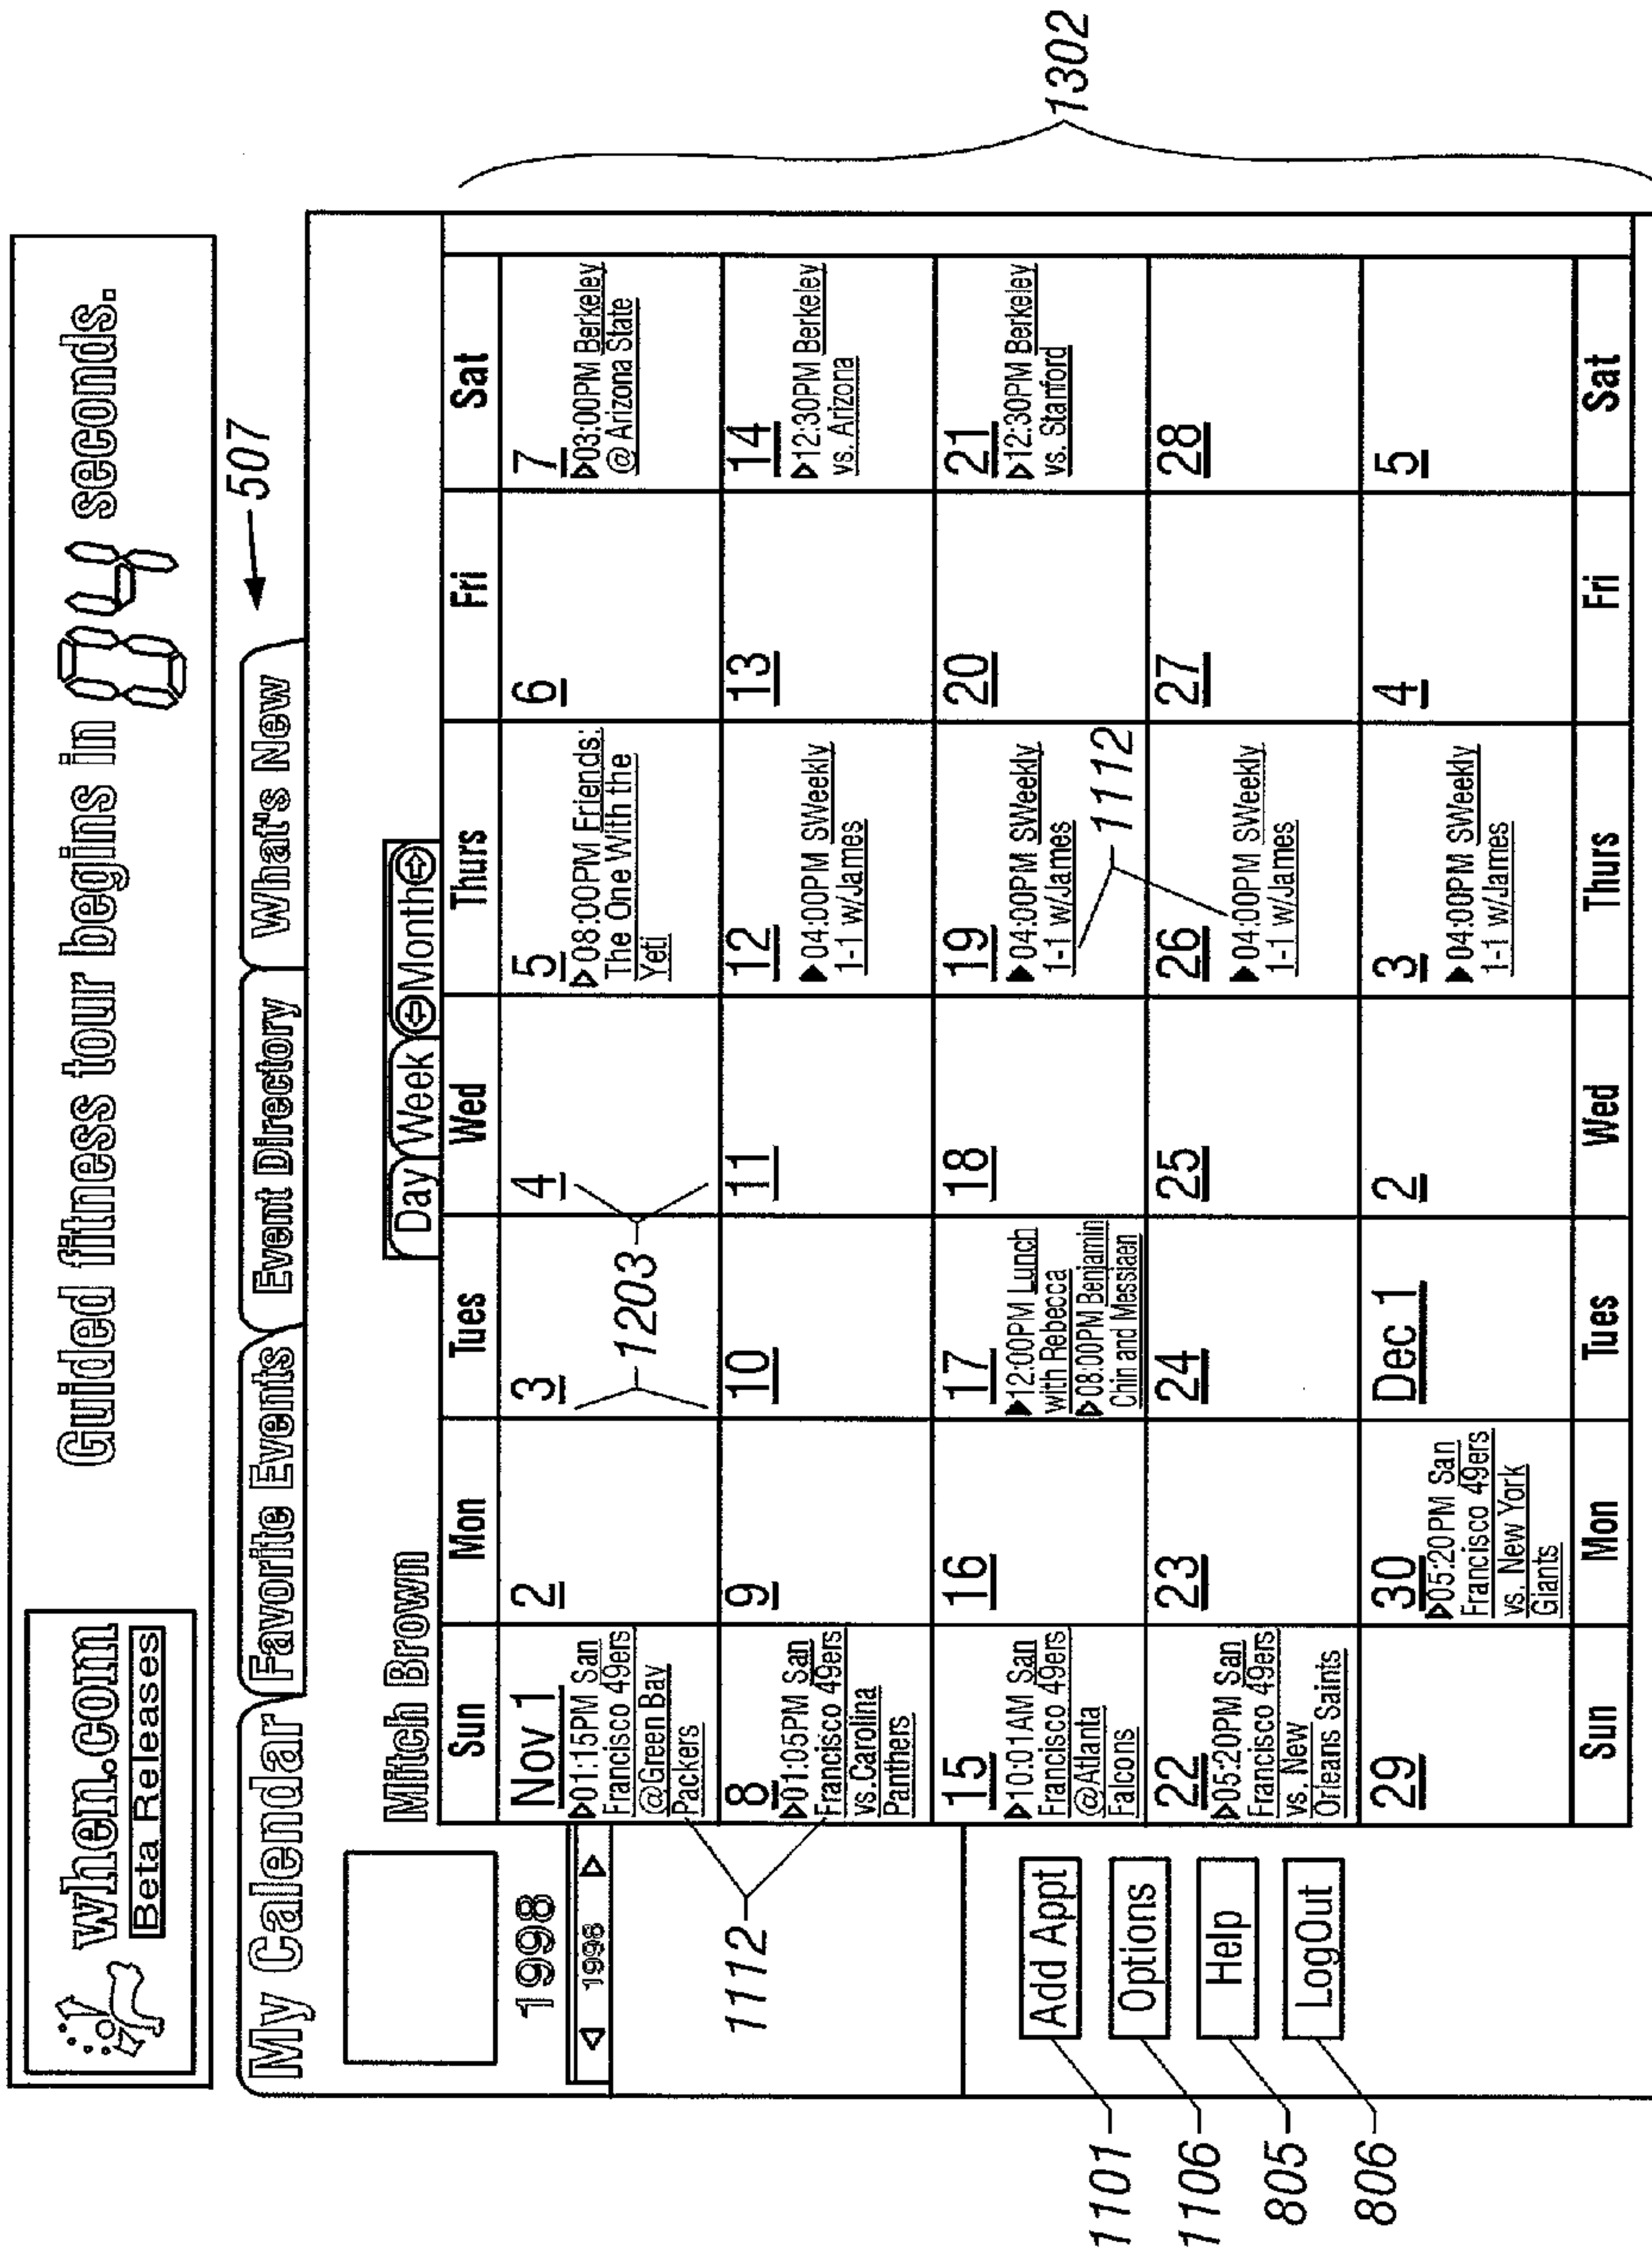 when.com
Beta Releases
Guided fitness tour begins in 04 seconds.
My Calendar
Favorite Events
Event Directory
What's New
507
Mitch Brown
Day
Week
Month
1998
1998
Sun
Mon
Tues
Wed
Thurs
Fri
Sat
Nov 1
01:15PM San
Francisco 49ers
@Green Bay
Packers
2
3
4
5
08:00PM Friends:
The One With the
Yeti
6
7
03:00PM Berkeley
@ Arizona State
1203
8
01:05PM San
Francisco 49ers
vs.Carolina
Panthers
9
10
11
12
04:00PM SWeekly
1-1 w/James
13
14
12:30PM Berkeley
vs. Arizona
1112
15
10:01AM San
Francisco 49ers
@Atlanta
Falcons
16
17
12:00PM Lunch
with Rebecca
08:00PM Benjamin
Chin and Messiaen
18
19
04:00PM SWeekly
1-1 w/James
1112
20
21
12:30PM Berkeley
vs. Stanford
22
05:20PM San
Francisco 49ers
vs. New
Orleans Saints
23
24
25
26
04:00PM SWeekly
1-1 w/James
27
28
29
30
05:20PM San
Francisco 49ers
vs. New York
Giants
Dec 1
2
3
04:00PM SWeekly
1-1 w/James
4
5
Sun
Mon
Tues
Wed
Thurs
Fri
Sat
1302
1101
Add Appt
1106
Options
805
Help
806
LogOut